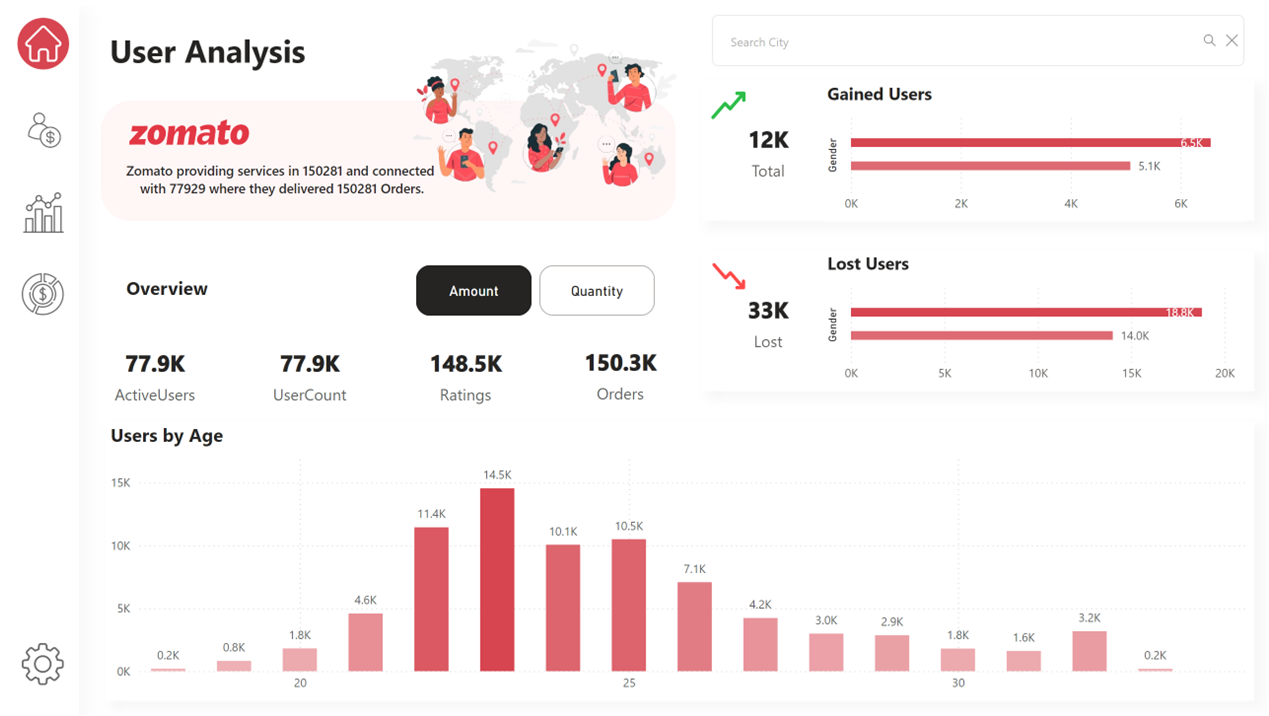 User Analysis
Search City
zomato
Zomato providing services in 150281 and connected
with 77929 where they delivered 150281 Orders.
Gained Users
12K
Total
Gender
6.5K
5.1K
0K 2K 4K 6K
Lost Users
33K
Lost
Gender
18.8K
14.0K
0K 5K 10K 15K 20K
Overview
Amount
Quantity
77.9K
ActiveUsers
77.9K
UserCount
148.5K
Ratings
150.3K
Orders
Users by Age
15K
10K
5K
0K
0.2K 0.8K 1.8K 4.6K 11.4K 14.5K 10.1K 10.5K 7.1K 4.2K 3.0K 2.9K 1.8K 1.6K 3.2K 0.2K
20 25 30